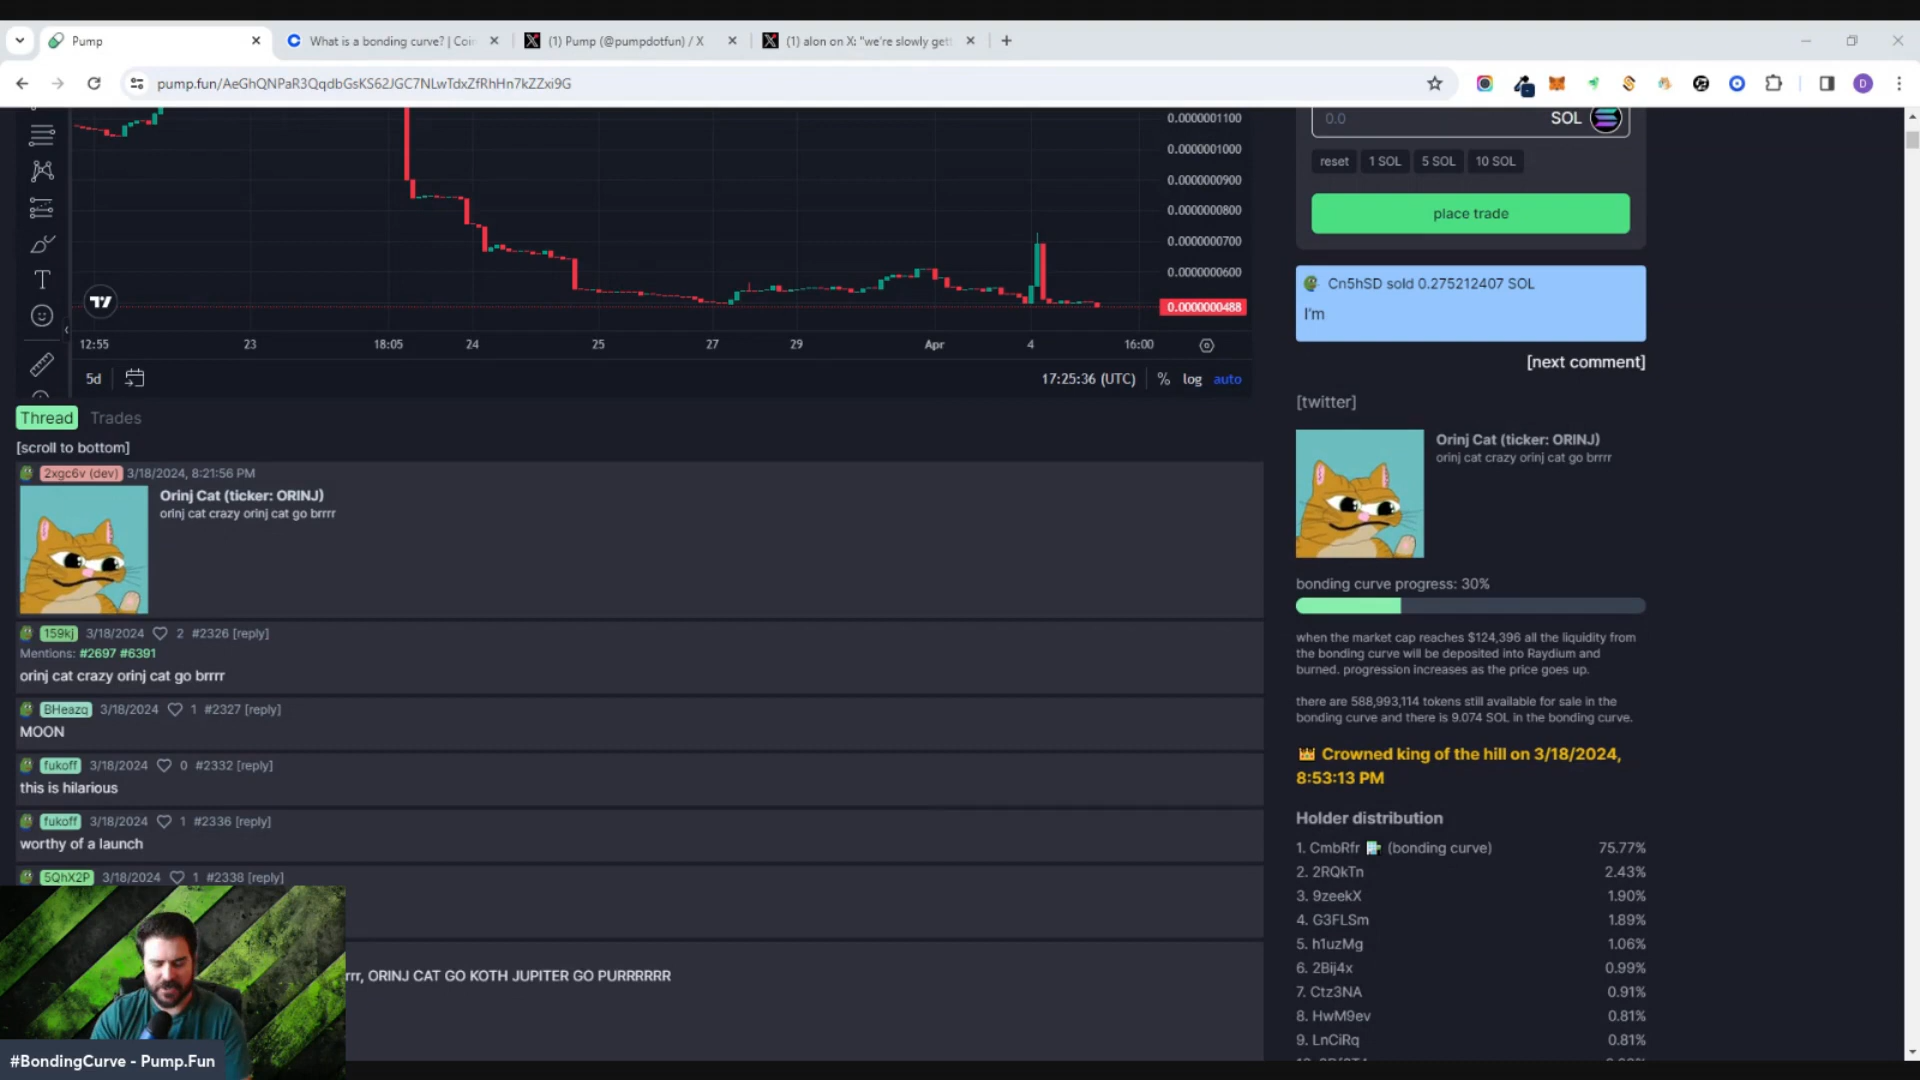 Pump
What is a bonding curve? | Coi
(1) Pump (@pumpdotfun) / X
(1) alon on X: "we're slowly gett
pump.fun/AeGhQNPaR3QqdbGsKS62JGC7NLwTdxZfRhHn7kZZxi9G
D
0.0000001100
0.0000001000
0.0000000900
0.0000000800
0.0000000700
0.0000000600
0.0000000488
12:55 23 18:05 24 25 27 29 Apr 4 16:00
5d
17:25:36 (UTC) % log auto
0.0 SOL
reset 1 SOL 5 SOL 10 SOL
place trade
Cn5hSD sold 0.275212407 SOL
I'm
[next comment]
[twitter]
Orinj Cat (ticker: ORINJ)
orinj cat crazy orinj cat go brrrr
bonding curve progress: 30%
when the market cap reaches $124,396 all the liquidity from
the bonding curve will be deposited into Raydium and
burned. progression increases as the price goes up.
there are 588,993,114 tokens still available for sale in the
bonding curve and there is 9.074 SOL in the bonding curve.
Crowned king of the hill on 3/18/2024,
8:53:13 PM
Holder distribution
1. CmbRfr (bonding curve) 75.77%
2. 2RQkTn 2.43%
3. 9zeekX 1.90%
4. G3FLSm 1.89%
5. h1uzMg 1.06%
6. 2Bij4x 0.99%
7. Ctz3NA 0.91%
8. HwM9ev 0.81%
9. LnCiRq 0.81%
Thread Trades
[scroll to bottom]
2xgc6v (dev) 3/18/2024, 8:21:56 PM
Orinj Cat (ticker: ORINJ)
orinj cat crazy orinj cat go brrrr
159kj 3/18/2024 2 #2326 [reply]
Mentions: #2697 #6391
orinj cat crazy orinj cat go brrrr
BHeazq 3/18/2024 1 #2327 [reply]
MOON
fukoff 3/18/2024 0 #2332 [reply]
this is hilarious
fukoff 3/18/2024 1 #2336 [reply]
worthy of a launch
5QhX2P 3/18/2024 1 #2338 [reply]
rrr, ORINJ CAT GO KOTH JUPITER GO PURRRRRR
#BondingCurve - Pump.Fun